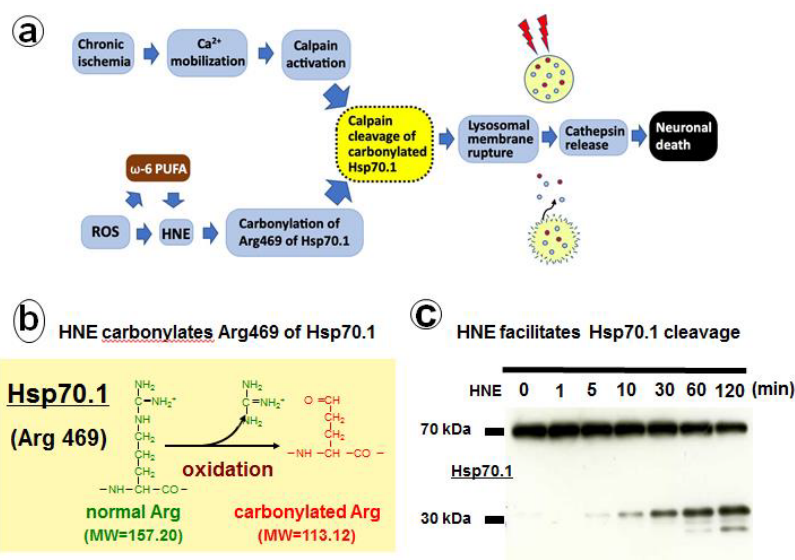 a
Chronic
ischemia
Ca²⁺
mobilization
Calpain
activation
Calpain
cleavage of
carbonylated
Hsp70.1
Lysosomal
membrane
rupture
Cathepsin
release
Neuronal
death
ω-6 PUFA
ROS
HNE
Carbonylation of
Arg469 of Hsp70.1
b
HNE carbonylates Arg469 of Hsp70.1
Hsp70.1
(Arg 469)
NH₂
C—NH₂⁺
NH
CH₂
CH₂
CH₂
—NH—CH—CO—
normal Arg
(MW=157.20)
NH₂
C=NH₂⁺
NH₂
oxidation
O=CH
CH₂
CH₂
—NH—CH—CO—
carbonylated Arg
(MW=113.12)
c
HNE facilitates Hsp70.1 cleavage
HNE 0 1 5 10 30 60 120 (min)
70 kDa
Hsp70.1
30 kDa